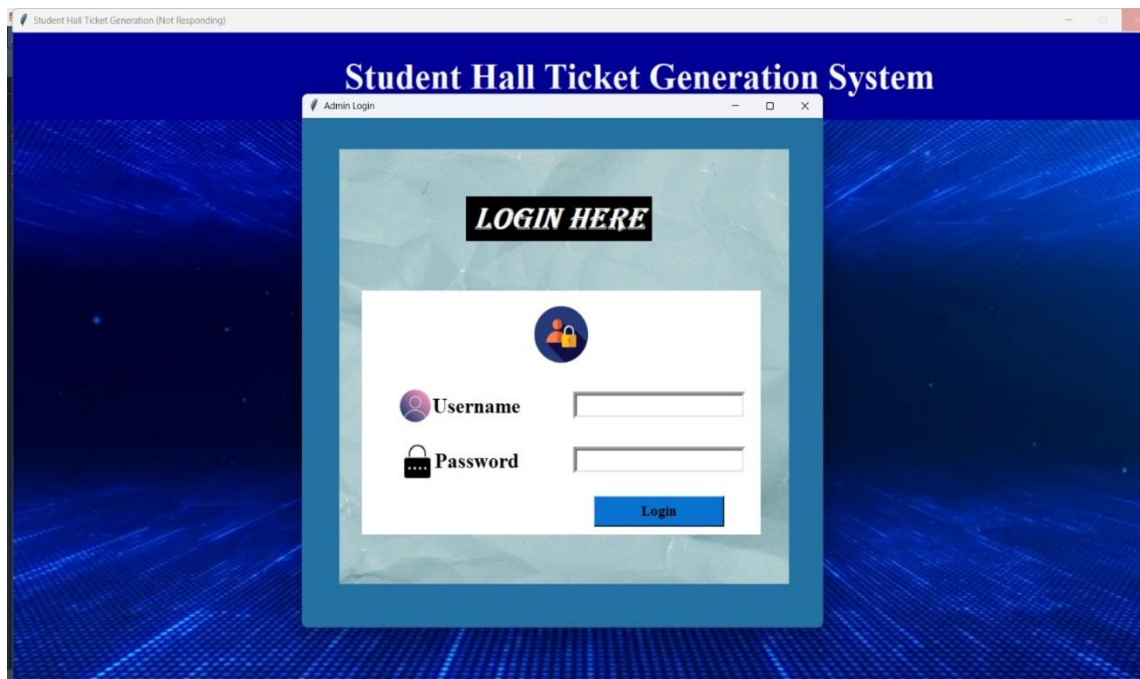 Student Hall Ticket Generation (Not Responding)
Student Hall Ticket Generation System
Admin Login
LOGIN HERE
Username
Password
Login